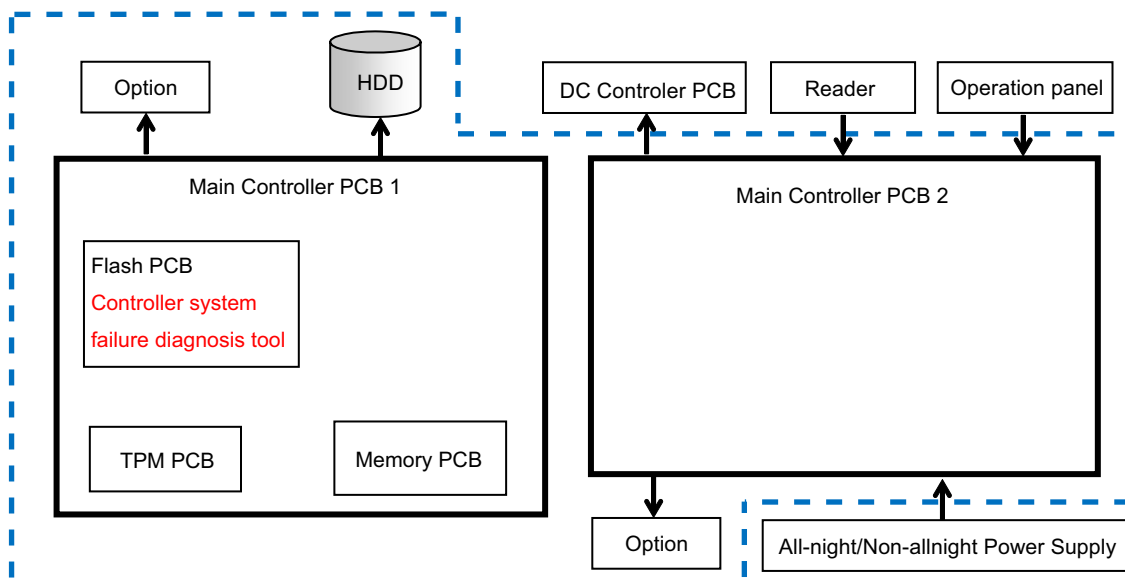 Option
HDD
DC Controler PCB
Reader
Operation panel
Main Controller PCB 1
Main Controller PCB 2
Flash PCB
Controller system
failure diagnosis tool
TPM PCB
Memory PCB
Option
All-night/Non-allnight Power Supply